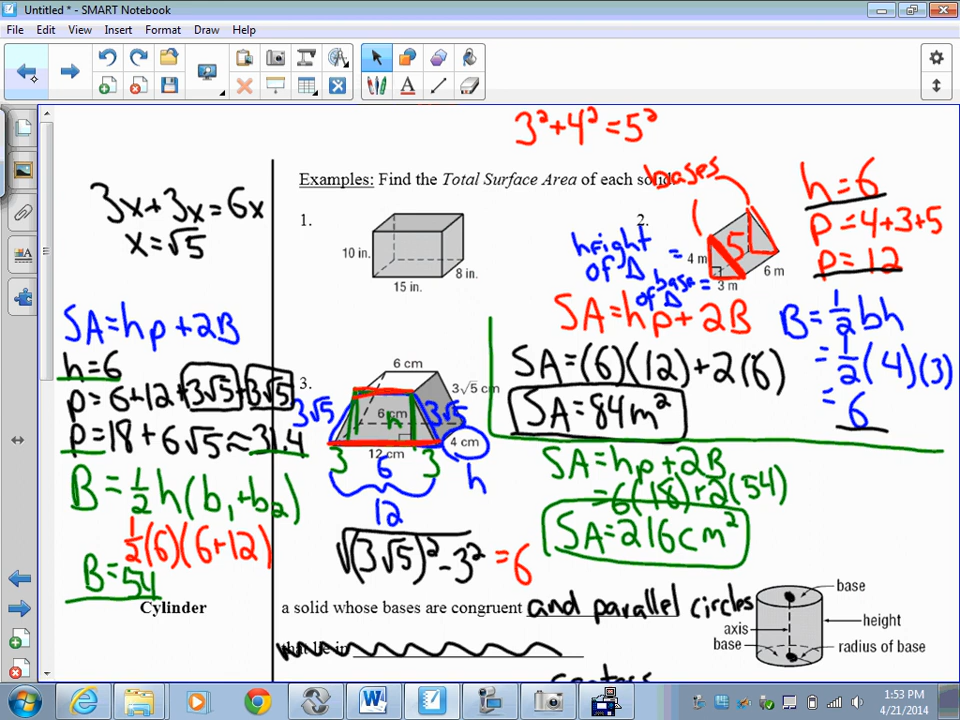 Untitled * - SMART Notebook
File Edit View Insert Format Draw Help
3²+4²=5²
Examples: Find the Total Surface Area of each solid.
bases
1.
10 in.
8 in.
15 in.
2.
height of Δ =
4 m
base of Δ =
3 m
5
6 m
h=6
p=4+3+5
p=12
SA=hp+2B
SA=(6)(12)+2(6)
SA=84m²
B=½bh
=½(4)(3)
=6
3x+3x=6x
x=√5
SA=hp+2B
h=6
p=6+12+3√5+3√5
p=18+6√5≈31.4
B=½h(b₁+b₂)
½(6)(6+12)
B=54
3.
6 cm
3√5 cm
3√5
6 cm
h
3√5
4 cm
12 cm
3
6
3
h
12
√(3√5)²-3² =6
SA=hp+2B
=6(18)+2(54)
SA=216cm²
Cylinder
a solid whose bases are congruent and parallel circles
that lie in
centers
base
height
axis
base
radius of base
1:53 PM
4/21/2014